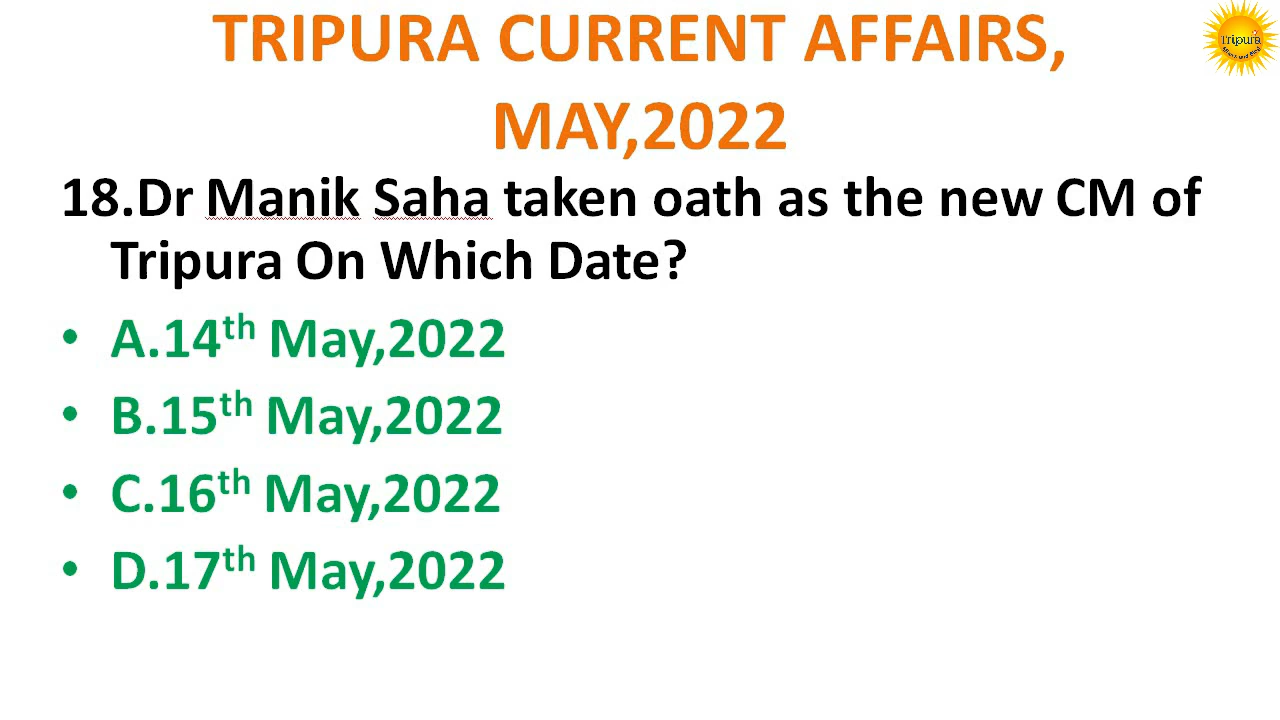 TRIPURA CURRENT AFFAIRS,
MAY,2022
18.Dr Manik Saha taken oath as the new CM of
Tripura On Which Date?
• A.14th May,2022
• B.15th May,2022
• C.16th May,2022
• D.17th May,2022
Tripura